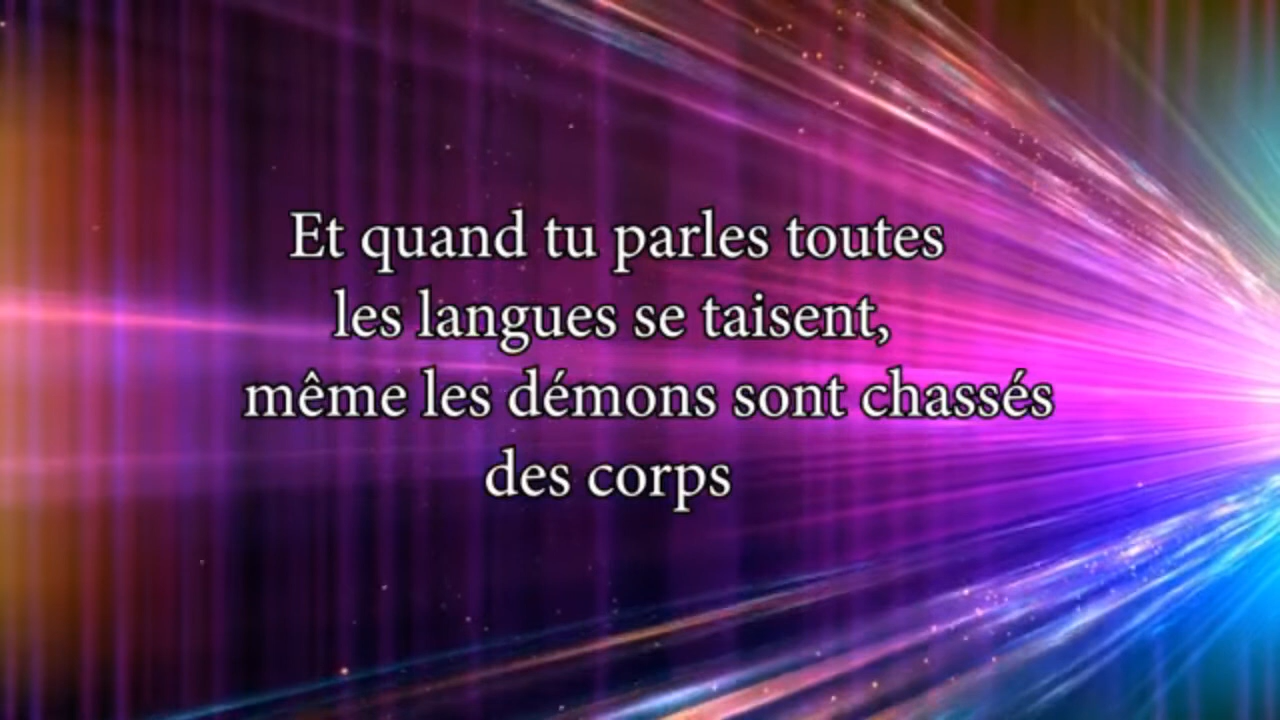 Et quand tu parles toutes
les langues se taisent,
même les démons sont chassés
des corps